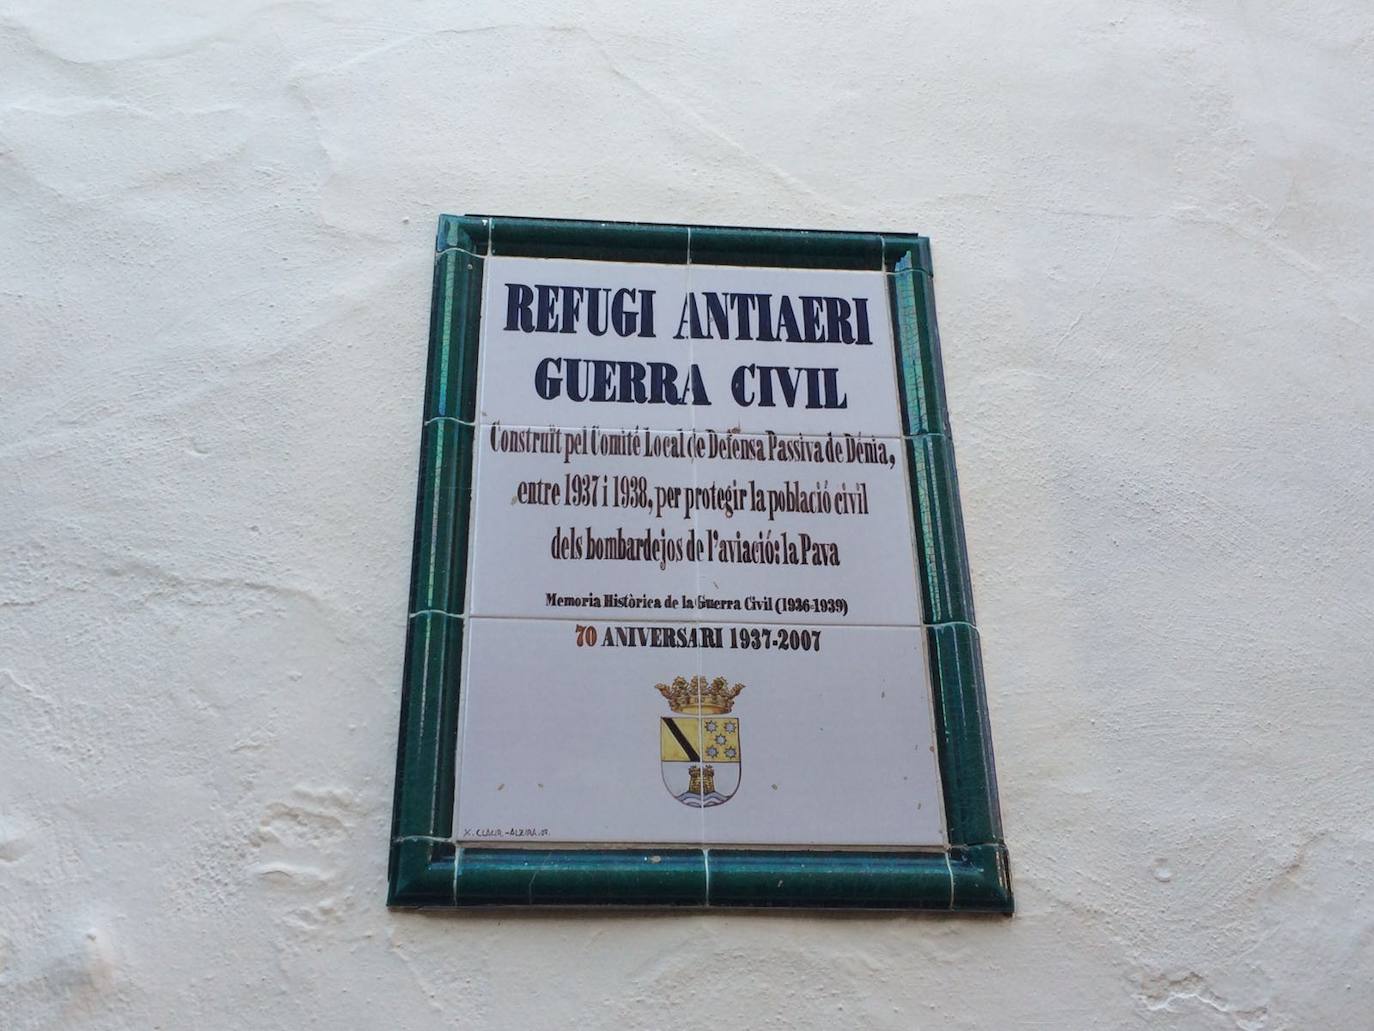 REFUGI ANTIAERI
GUERRA CIVIL
Construït pel Comité Local de Defensa Passiva de Dénia,
entre 1937 i 1938, per protegir la població civil
dels bombardejos de l'aviació: la Pava
Memoria Històrica de la Guerra Civil (1936-1939)
70 ANIVERSARI 1937-2007